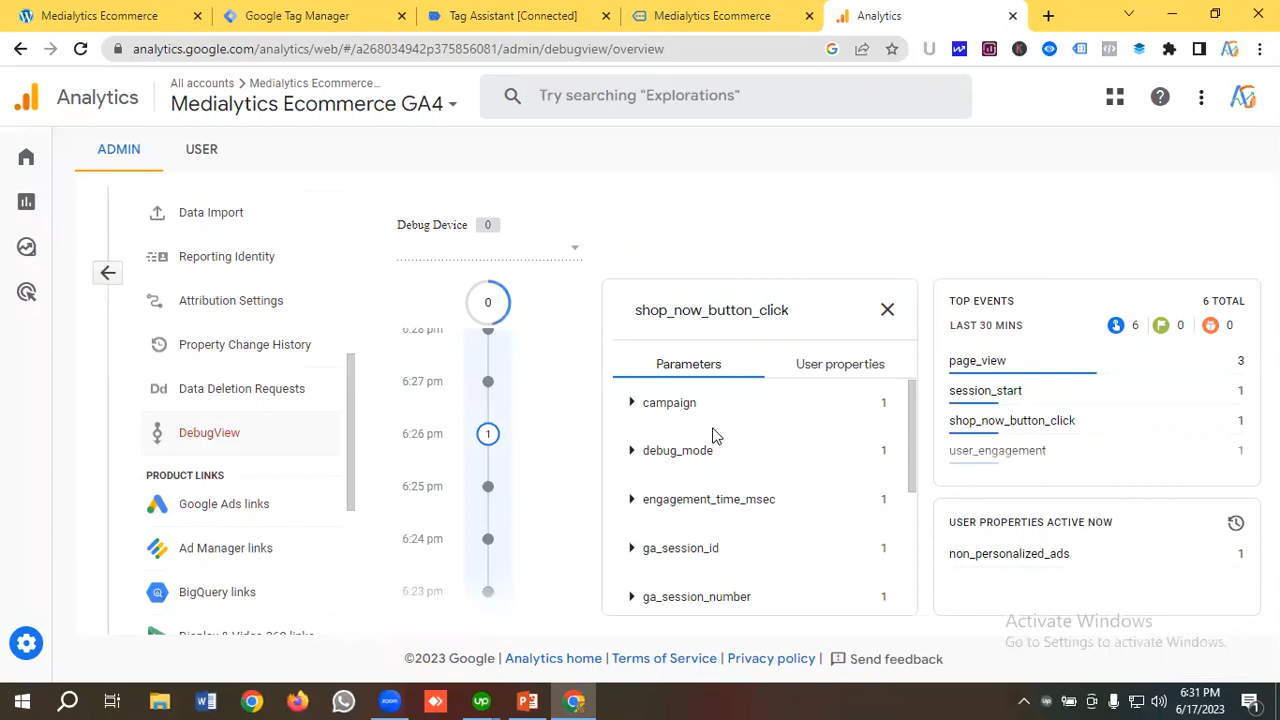 Medialytics Ecommerce
Google Tag Manager
Tag Assistant [Connected]
Medialytics Ecommerce
Analytics
analytics.google.com/analytics/web/#/a268034942p375856081/admin/debugview/overview
Analytics
All accounts > Medialytics Ecommerce...
Medialytics Ecommerce GA4
Try searching "Explorations"
ADMIN
USER
Data Import
Reporting Identity
Attribution Settings
Property Change History
Dd Data Deletion Requests
DebugView
PRODUCT LINKS
Google Ads links
Ad Manager links
BigQuery links
Display & Video 360 links
Debug Device 0
0
6:28 pm
6:27 pm
6:26 pm 1
6:25 pm
6:24 pm
6:23 pm
shop_now_button_click
Parameters
User properties
campaign 1
debug_mode 1
engagement_time_msec 1
ga_session_id 1
ga_session_number 1
TOP EVENTS 6 TOTAL
LAST 30 MINS 6 0 0
page_view 3
session_start 1
shop_now_button_click 1
user_engagement 1
USER PROPERTIES ACTIVE NOW
non_personalized_ads 1
Activate Windows
Go to Settings to activate Windows.
©2023 Google | Analytics home | Terms of Service | Privacy policy | Send feedback
6:31 PM
6/17/2023